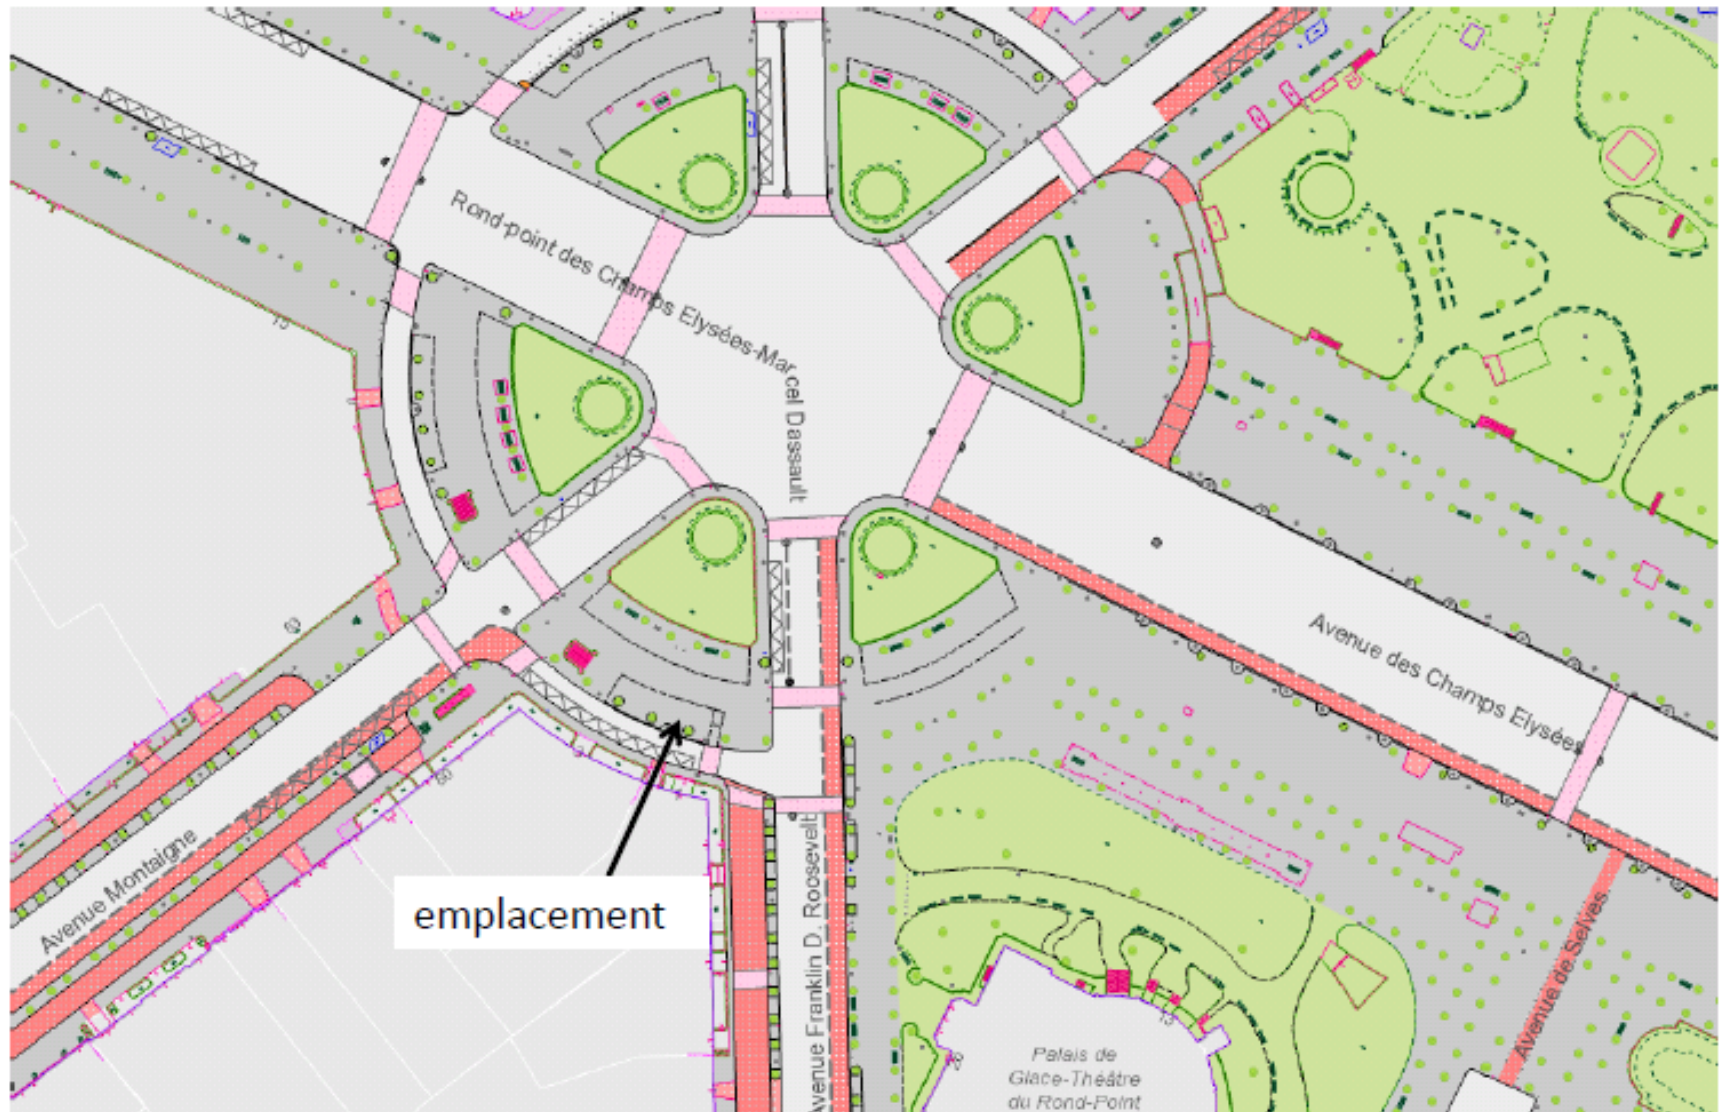 Rond-point des Champs Elysées-Marcel Dassault
Avenue des Champs Elysées
emplacement
Avenue Montaigne
Avenue Franklin D. Roosevelt
Avenue de Selves
Palais de
Glace-Théâtre
du Rond-Point